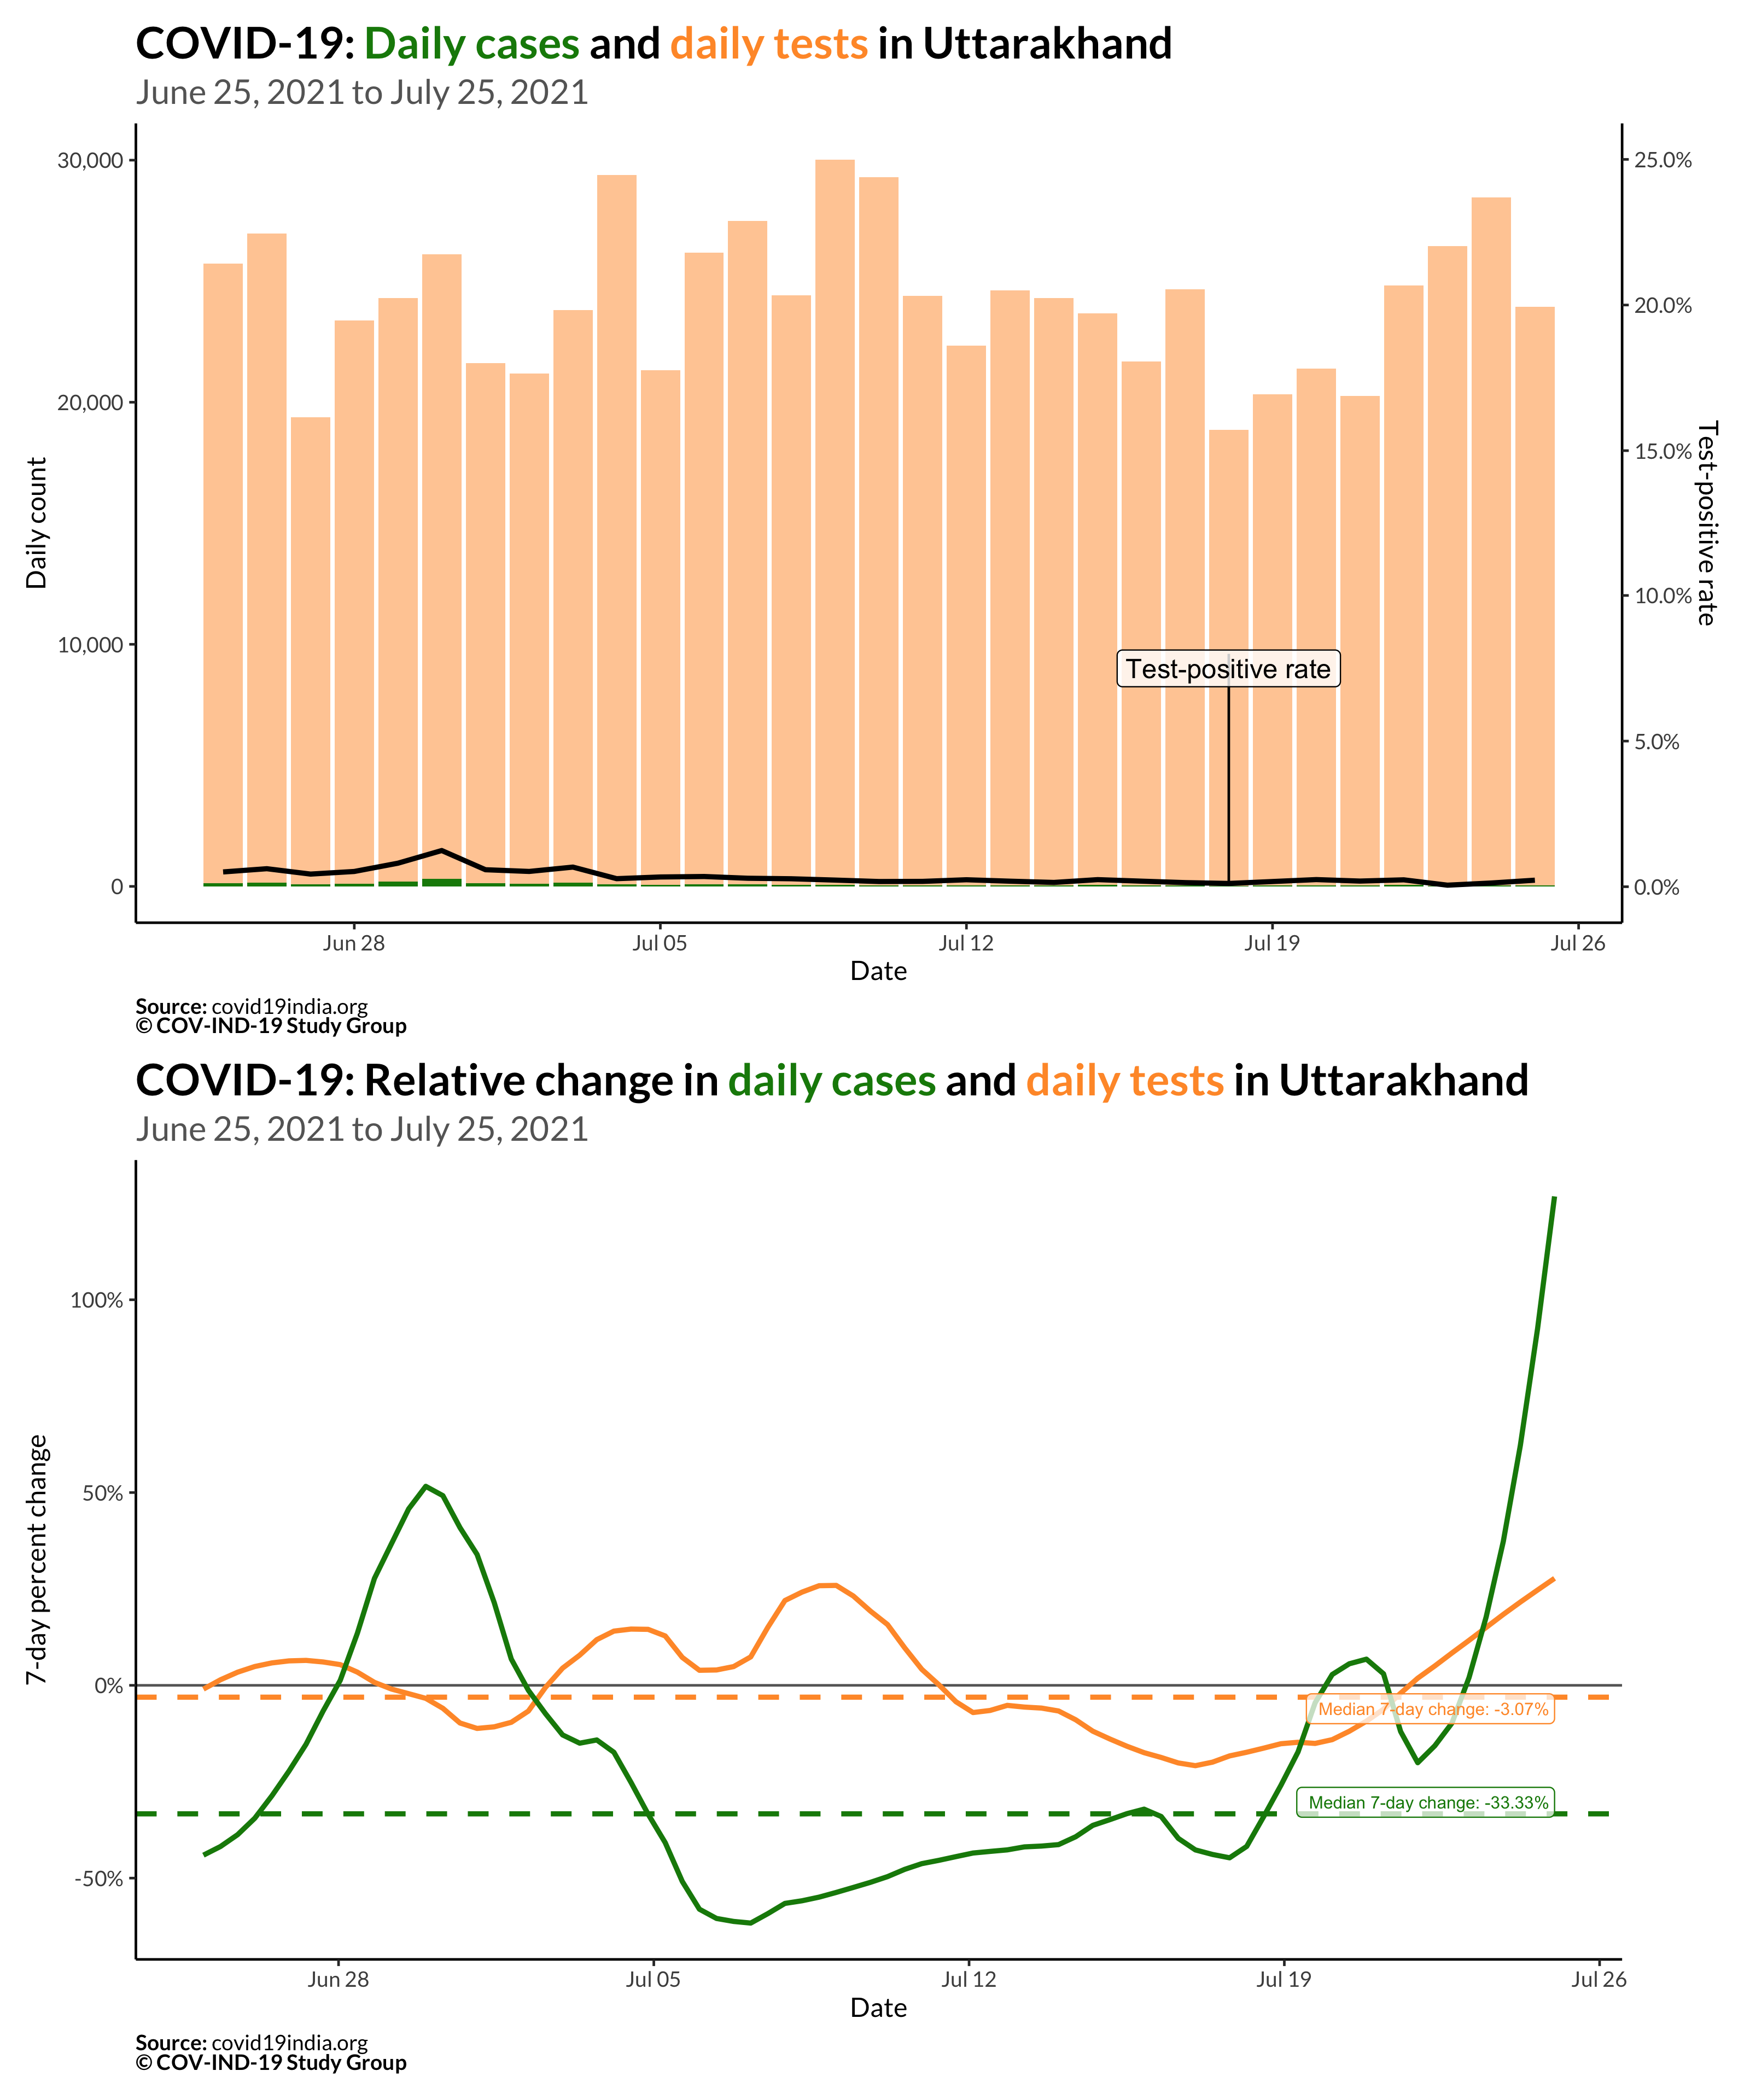 COVID-19: Daily cases and daily tests in Uttarakhand
June 25, 2021 to July 25, 2021
30,000
20,000
10,000
0
Daily count
25.0%
20.0%
15.0%
10.0%
5.0%
0.0%
Test-positive rate
Test-positive rate
Jun 28
Jul 05
Jul 12
Jul 19
Jul 26
Date
Source: covid19india.org
© COV-IND-19 Study Group
COVID-19: Relative change in daily cases and daily tests in Uttarakhand
June 25, 2021 to July 25, 2021
100%
50%
0%
-50%
7-day percent change
Median 7-day change: -3.07%
Median 7-day change: -33.33%
Jun 28
Jul 05
Jul 12
Jul 19
Jul 26
Date
Source: covid19india.org
© COV-IND-19 Study Group